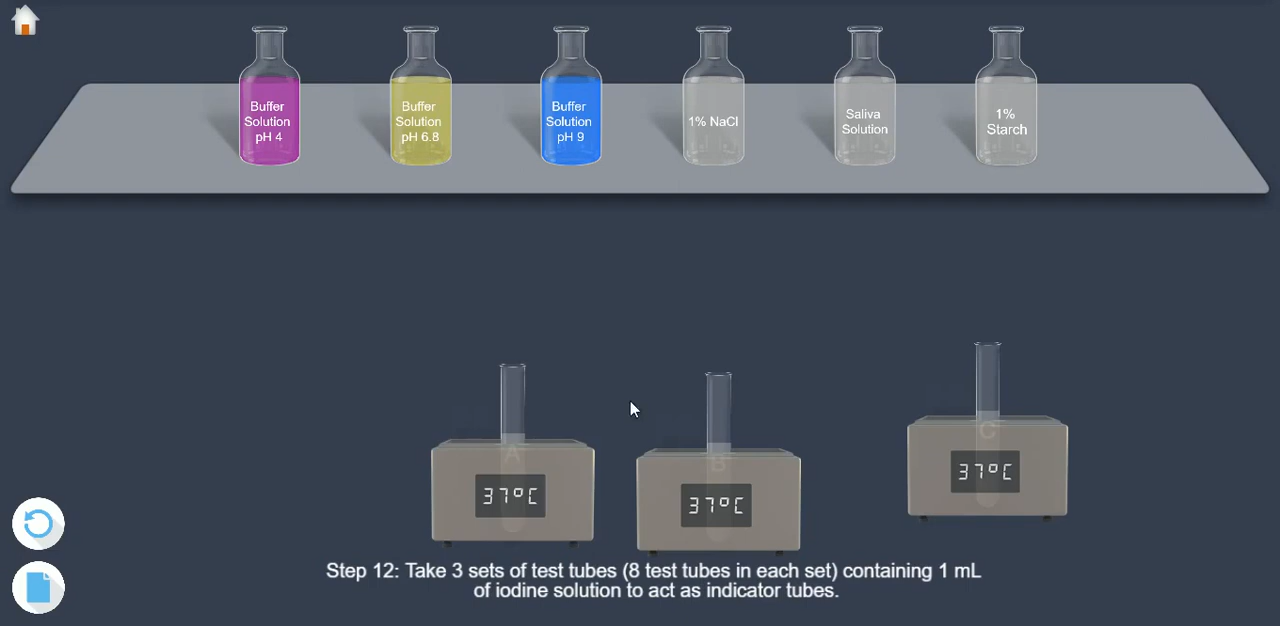 Buffer
Solution
pH 4
Buffer
Solution
pH 6.8
Buffer
Solution
pH 9
1% NaCl
Saliva
Solution
1%
Starch
A
37°C
B
37°C
C
37°C
Step 12: Take 3 sets of test tubes (8 test tubes in each set) containing 1 mL
of iodine solution to act as indicator tubes.